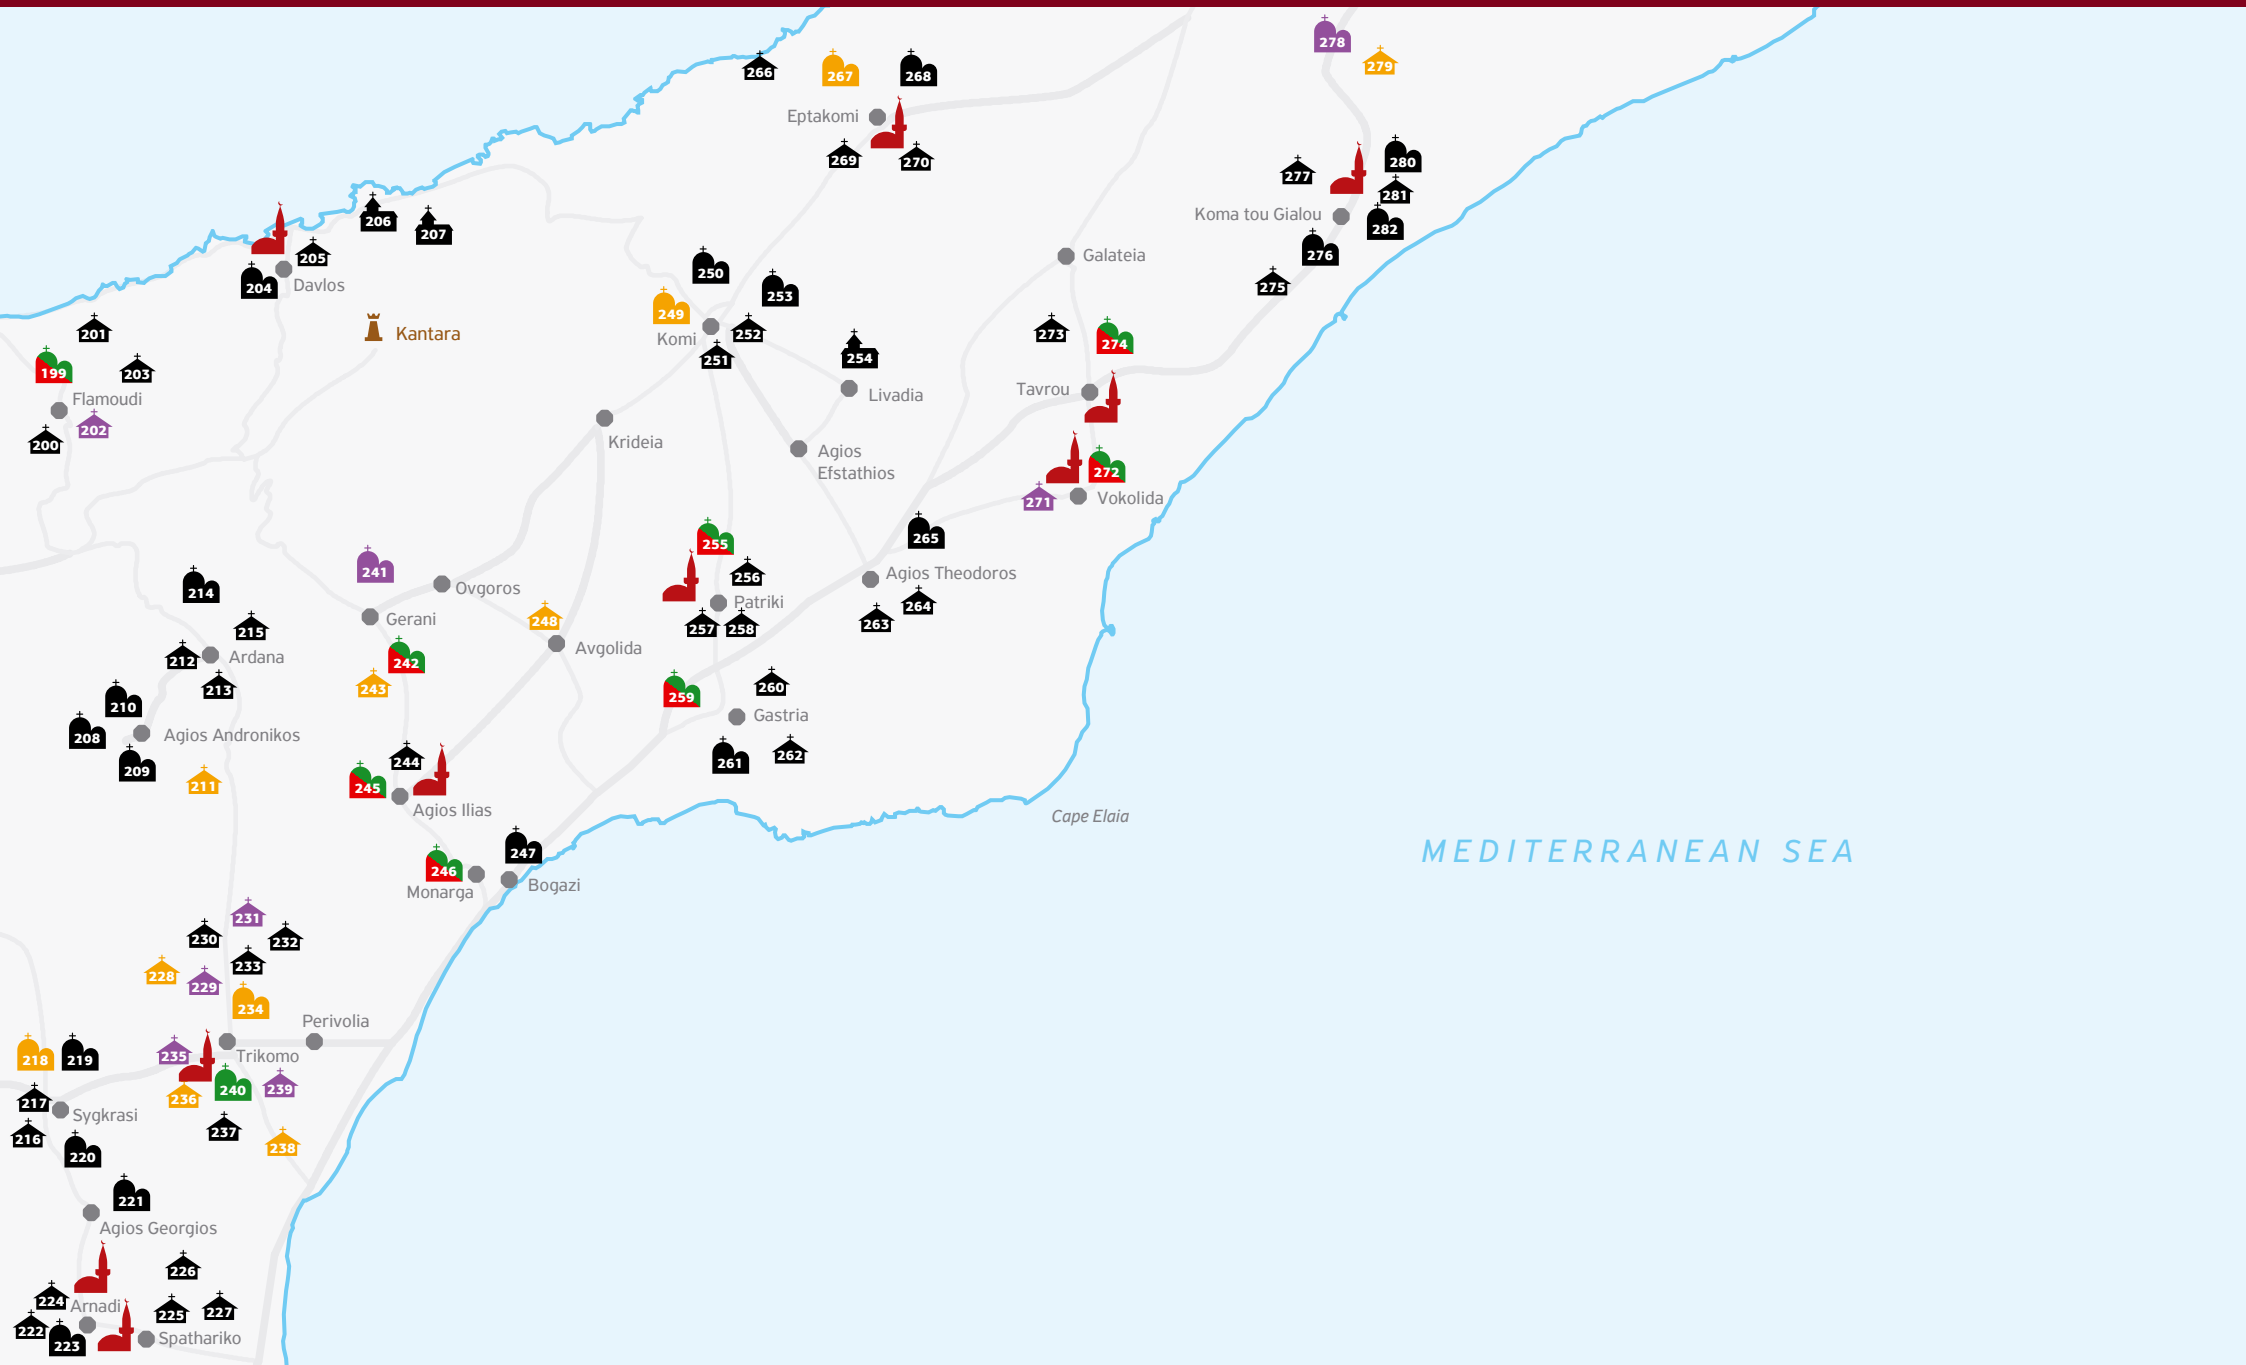 278
266
267
268
279
Eptakomi
269
270
280
277
281
Koma tou Gialou
282
276
275
206
207
205
204
Davlos
Kantara
250
253
249
252
Komi
251
254
Livadia
Galateia
273
274
Tavrou
201
199
203
Flamoudi
202
200
Krideia
Agios
Efstathios
272
271
Vokolida
265
Agios Theodoros
264
263
255
256
Patriki
257
258
259
260
Gastria
261
262
241
Ovgoros
Gerani
248
Avgolida
242
243
214
215
212
Ardana
213
210
208
Agios Andronikos
209
211
244
245
Agios Ilias
247
246
Monarga
Bogazi
Cape Elaia
MEDITERRANEAN SEA
231
230
232
233
228
229
234
Perivolia
218
219
235
Trikomo
240
239
236
217
Sygkrasi
237
216
238
220
221
Agios Georgios
226
224
Arnadi
225
227
222
223
Spathariko